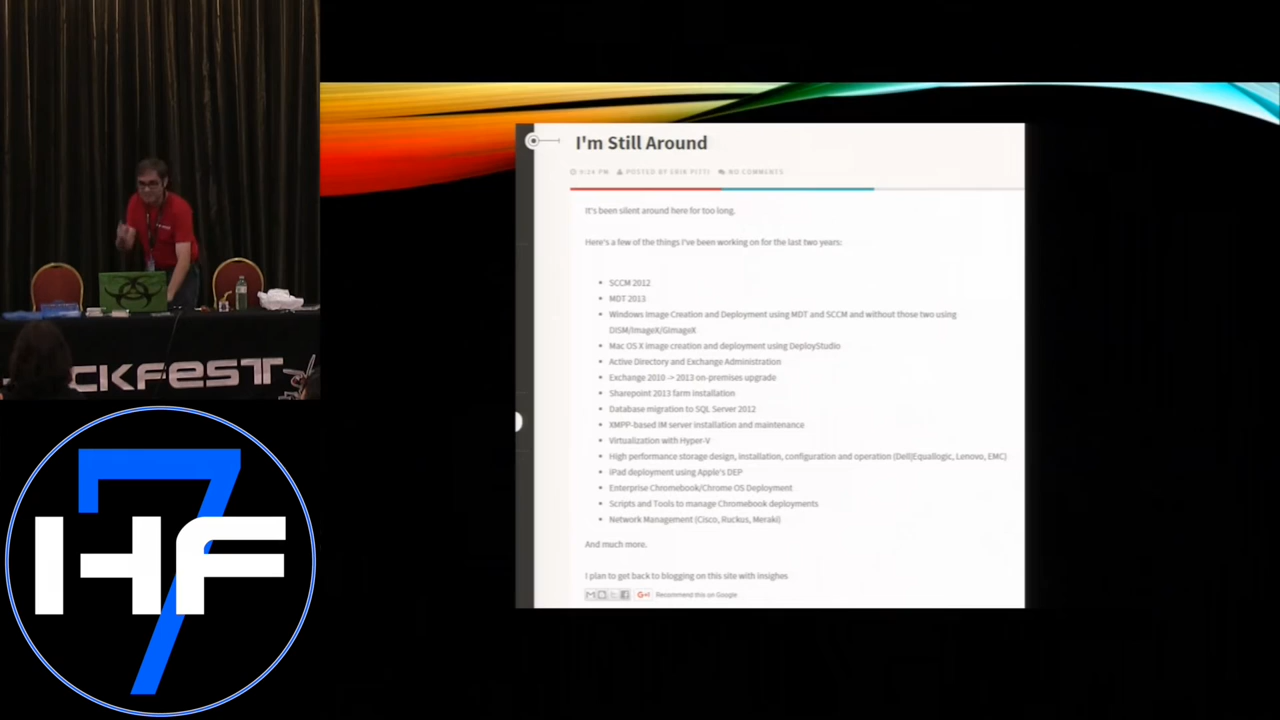 I'm Still Around
9:24 PM POSTED BY ERIK PITTI NO COMMENTS
It's been silent around here for too long.
Here's a few of the things I've been working on for the last two years:
SCCM 2012
MDT 2013
Windows Image Creation and Deployment using MDT and SCCM and without those two using
DISM/ImageX/GImageX
Mac OS X image creation and deployment using DeployStudio
Active Directory and Exchange Administration
Exchange 2010 -> 2013 on-premises upgrade
Sharepoint 2013 farm installation
Database migration to SQL Server 2012
XMPP-based IM server installation and maintenance
Virtualization with Hyper-V
High performance storage design, installation, configuration and operation (Dell|Equallogic, Lenovo, EMC)
iPad deployment using Apple's DEP
Enterprise Chromebook/Chrome OS Deployment
Scripts and Tools to manage Chromebook deployments
Network Management (Cisco, Ruckus, Meraki)
And much more.
I plan to get back to blogging on this site with insighes
G+1 Recommend this on Google
CKFEST
7
HF